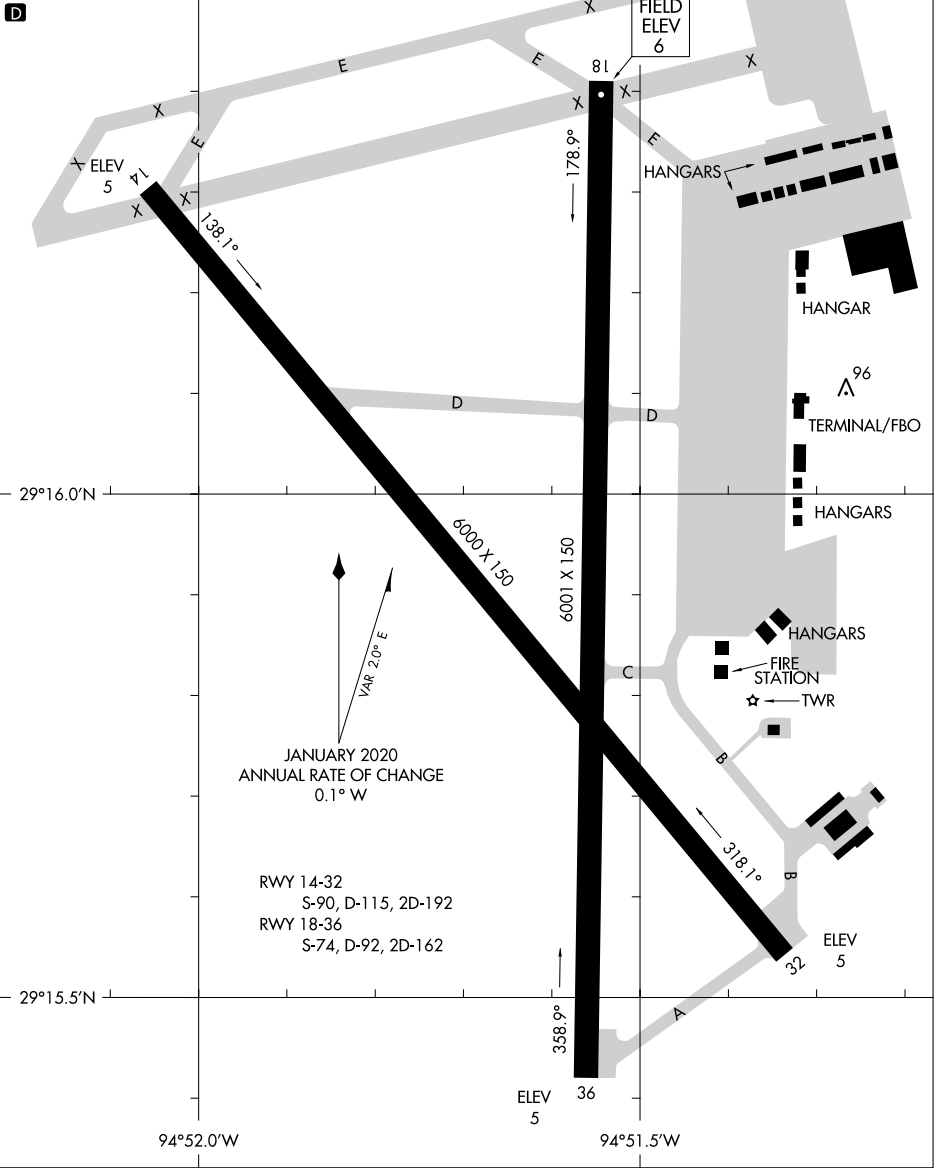 D
FIELD
ELEV
6
X
E
E
X
18
X
X
X
E
E
178.9°
X
ELEV
5
14
HANGARS
X
X
138.1°
HANGAR
96
D
D
TERMINAL/FBO
29°16.0'N
HANGARS
6000 X 150
6001 X 150
VAR 2.0° E
HANGARS
C
FIRE
STATION
TWR
JANUARY 2020
ANNUAL RATE OF CHANGE
0.1° W
B
318.1°
B
RWY 14-32
S-90, D-115, 2D-192
RWY 18-36
S-74, D-92, 2D-162
ELEV
5
32
29°15.5'N
358.9°
A
36
ELEV
5
94°52.0'W
94°51.5'W